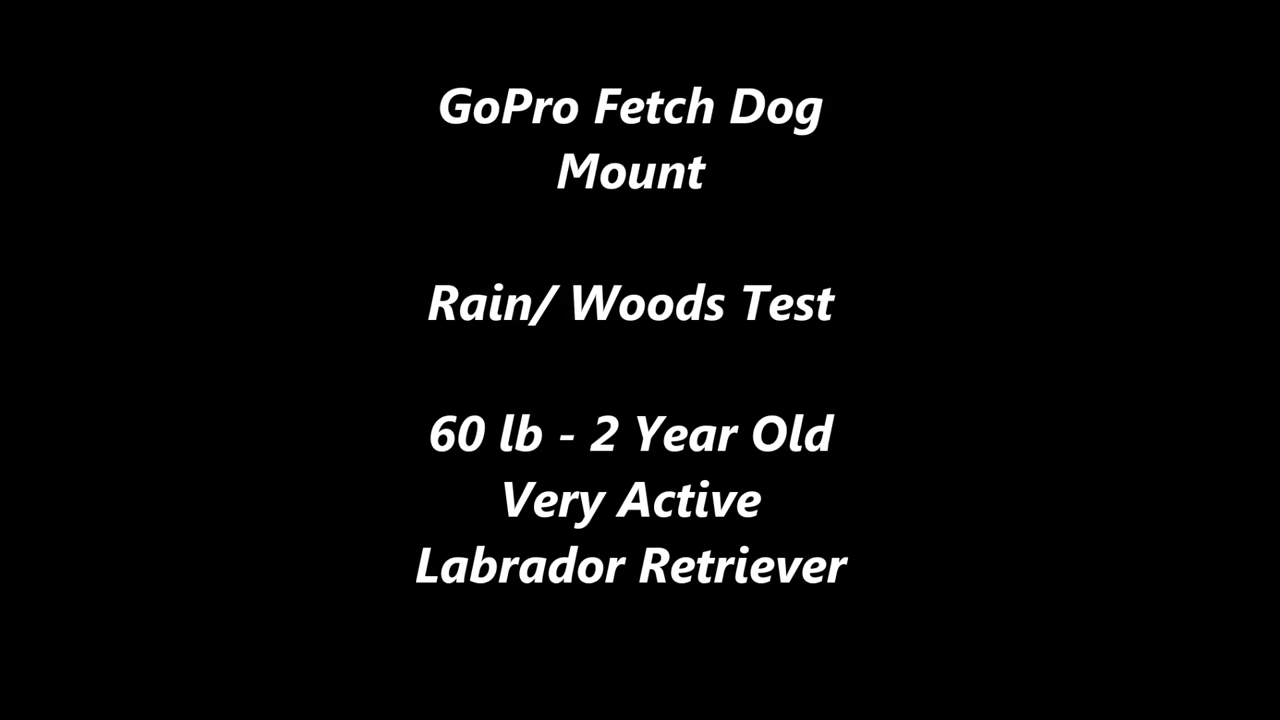 GoPro Fetch Dog
Mount
Rain/ Woods Test
60 lb - 2 Year Old
Very Active
Labrador Retriever